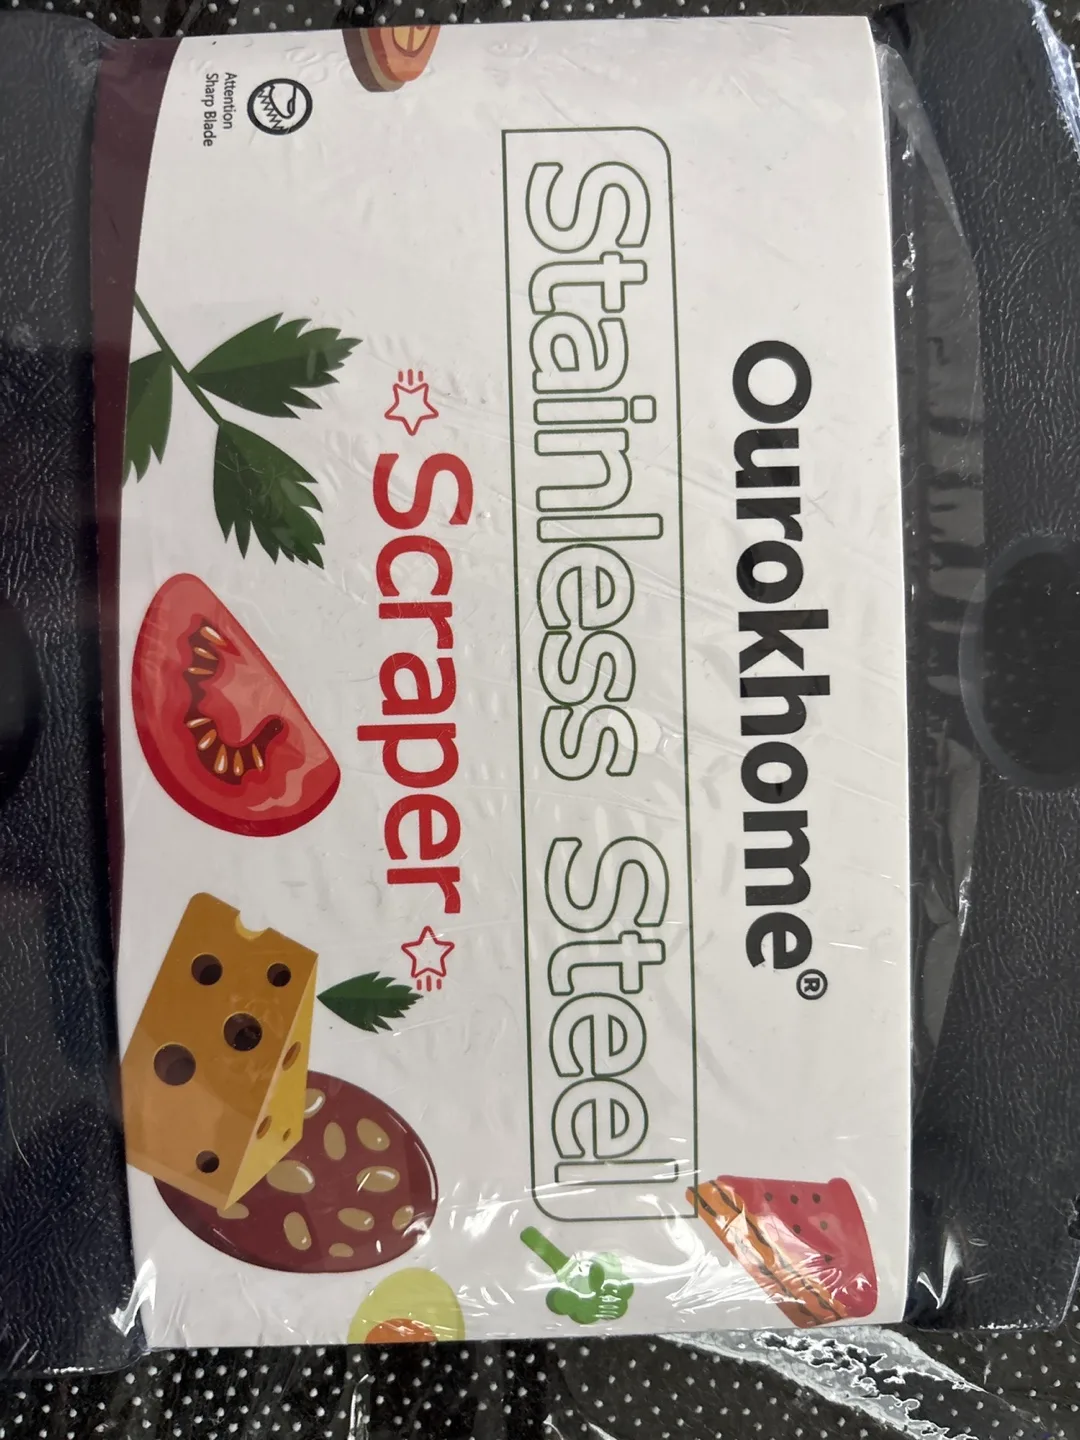 Ourokhome®
Stainless Steel
Scraper
Attention
Sharp Blade